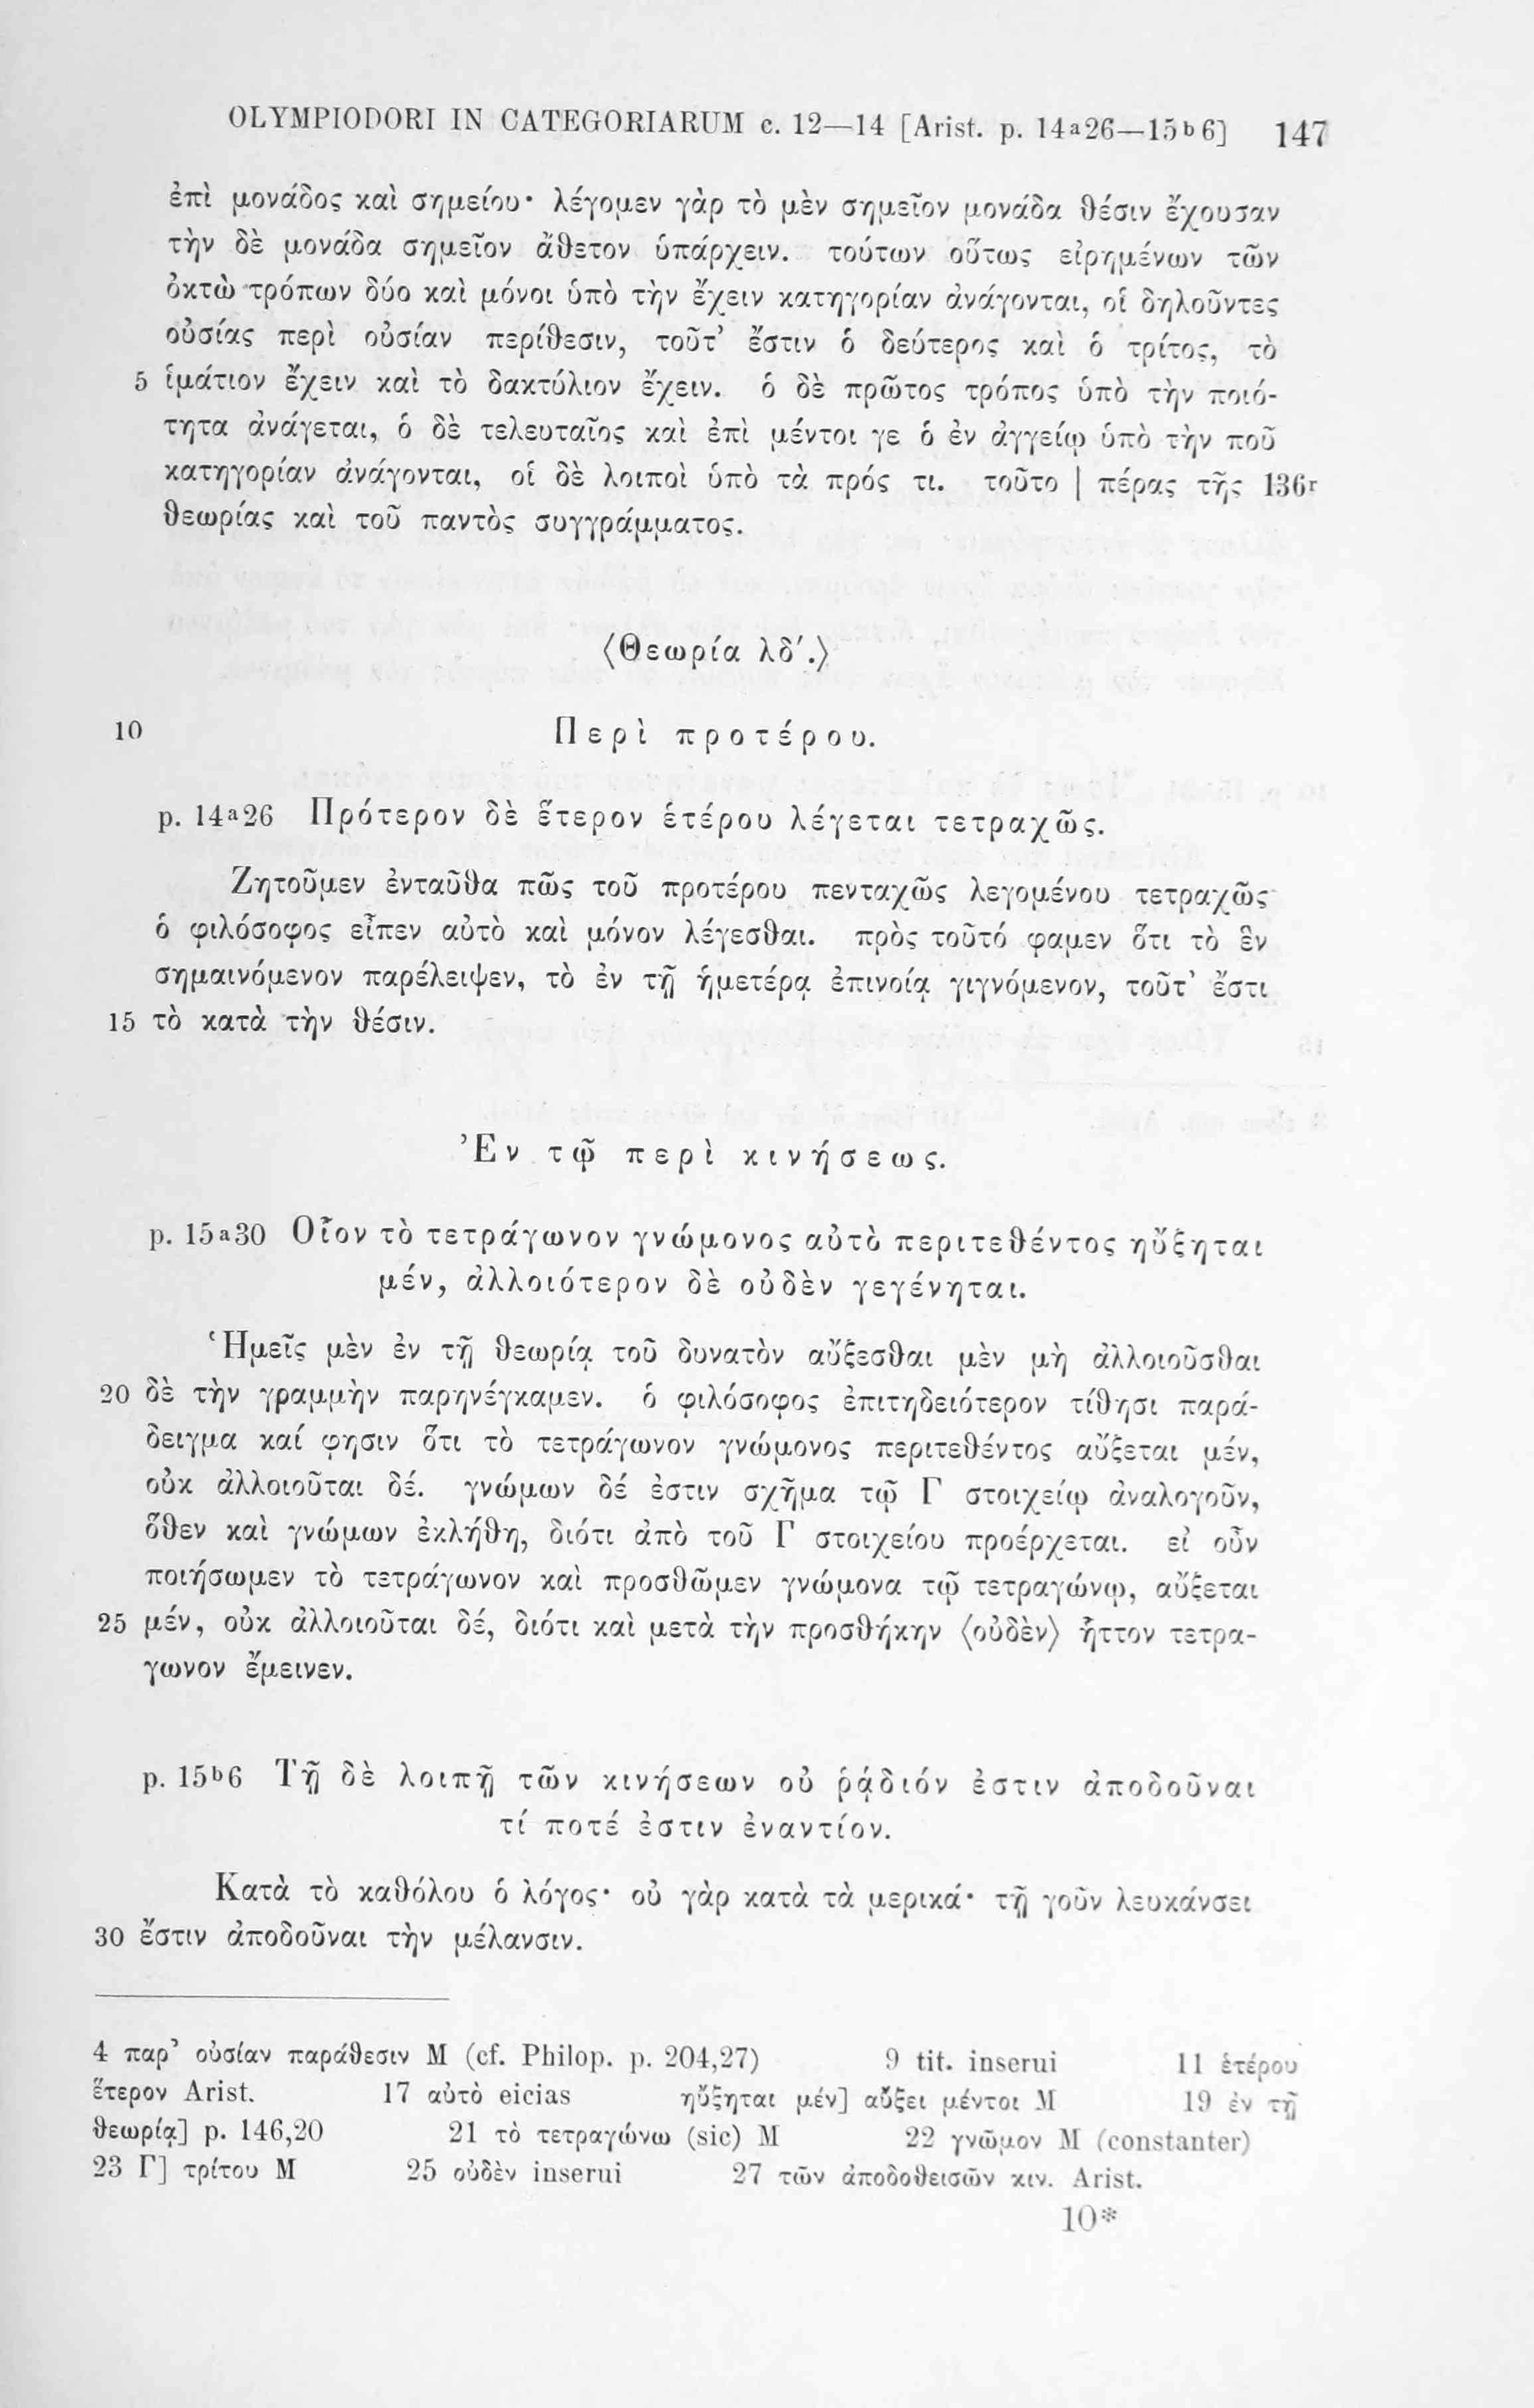 OLYMPIODORI IN CATEGORIARUM c. 12—14 [Arist. p. 14a26—15b6] 147
ἐπὶ μονάδος καὶ σημείου· λέγομεν γὰρ τὸ μὲν σημεῖον μονάδα θέσιν ἔχουσαν
τὴν δὲ μονάδα σημεῖον ἄθετον ὑπάρχειν. τούτων οὕτως εἰρημένων τῶν
ὀκτὼ τρόπων δύο καὶ μόνοι ὑπὸ τὴν ἔχειν κατηγορίαν ἀνάγονται, οἱ δηλοῦντες
οὐσίας περὶ οὐσίαν περίθεσιν, τοῦτ’ ἔστιν ὁ δεύτερος καὶ ὁ τρίτος, τὸ
5 ἱμάτιον ἔχειν καὶ τὸ δακτύλιον ἔχειν. ὁ δὲ πρῶτος τρόπος ὑπὸ τὴν ποιό-
τητα ἀνάγεται, ὁ δὲ τελευταῖος καὶ ἐπὶ μέντοι γε ὁ ἐν ἀγγείῳ ὑπὸ τὴν ποῦ
κατηγορίαν ἀνάγονται, οἱ δὲ λοιποὶ ὑπὸ τὰ πρός τι. τοῦτο | πέρας τῆς 136r
θεωρίας καὶ τοῦ παντὸς συγγράμματος.
⟨Θεωρία λδ′.⟩
10 Περὶ προτέρου.
p. 14a26 Πρότερον δὲ ἕτερον ἑτέρου λέγεται τετραχῶς.
Ζητοῦμεν ἐνταῦθα πῶς τοῦ προτέρου πενταχῶς λεγομένου τετραχῶς
ὁ φιλόσοφος εἶπεν αὐτὸ καὶ μόνον λέγεσθαι. πρὸς τοῦτό φαμεν ὅτι τὸ ἓν
σημαινόμενον παρέλειψεν, τὸ ἐν τῇ ἡμετέρᾳ ἐπινοίᾳ γιγνόμενον, τοῦτ’ ἔστι
15 τὸ κατὰ τὴν θέσιν.
Ἐν τῷ περὶ κινήσεως.
p. 15a30 Οἷον τὸ τετράγωνον γνώμονος αὐτὸ περιτεθέντος ηὔξηται
μέν, ἀλλοιότερον δὲ οὐδὲν γεγένηται.
Ἡμεῖς μὲν ἐν τῇ θεωρίᾳ τοῦ δυνατὸν αὔξεσθαι μὲν μὴ ἀλλοιοῦσθαι
20 δὲ τὴν γραμμὴν παρηνέγκαμεν. ὁ φιλόσοφος ἐπιτηδειότερον τίθησι παρά-
δειγμα καί φησιν ὅτι τὸ τετράγωνον γνώμονος περιτεθέντος αὔξεται μέν,
οὐκ ἀλλοιοῦται δέ. γνώμων δέ ἐστιν σχῆμα τῷ Γ στοιχείῳ ἀναλογοῦν,
ὅθεν καὶ γνώμων ἐκλήθη, διότι ἀπὸ τοῦ Γ στοιχείου προέρχεται. εἰ οὖν
ποιήσωμεν τὸ τετράγωνον καὶ προσθῶμεν γνώμονα τῷ τετραγώνῳ, αὔξεται
25 μέν, οὐκ ἀλλοιοῦται δέ, διότι καὶ μετὰ τὴν προσθήκην ⟨οὐδὲν⟩ ἧττον τετρα-
γωνον ἔμεινεν.
p. 15b6 Τῇ δὲ λοιπῇ τῶν κινήσεων οὐ ῥᾴδιόν ἐστιν ἀποδοῦναι
τί ποτέ ἐστιν ἐναντίον.
Κατὰ τὸ καθόλου ὁ λόγος· οὐ γὰρ κατὰ τὰ μερικά· τῇ γοῦν λευκάνσει
30 ἔστιν ἀποδοῦναι τὴν μέλανσιν.
4 παρ’ οὐσίαν παράθεσιν M (cf. Philop. p. 204,27) 9 tit. inserui 11 ἑτέρου
ἕτερον Arist. 17 αὐτὸ eicias ηὔξηται μέν] αὔξει μέντοι M 19 ἐν τῇ
θεωρίᾳ] p. 146,20 21 τὸ τετραγώνω (sic) M 22 γνῶμον M (constanter)
23 Γ] τρίτου M 25 οὐδὲν inserui 27 τῶν ἀποδοθεισῶν κιν. Arist.
10*